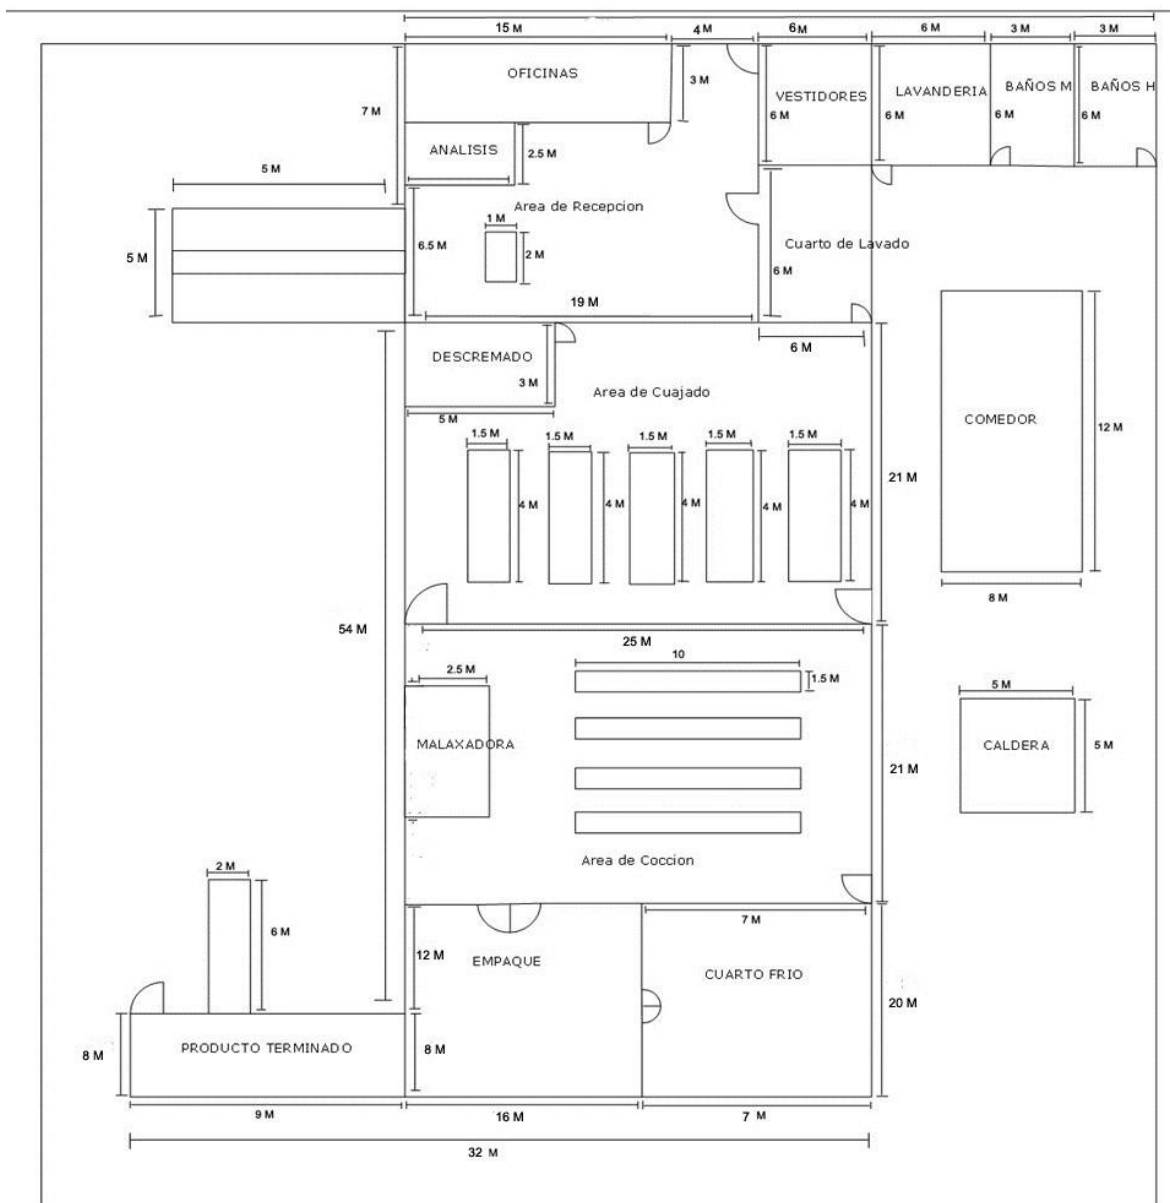 15 M
4 M
6 M
6 M
3 M
3 M
OFICINAS
3 M
7 M
VESTIDORES
LAVANDERIA
BAÑOS M
BAÑOS H
6 M
6 M
6 M
6 M
ANALISIS
2.5 M
5 M
Area de Recepcion
1 M
6.5 M
2 M
Cuarto de Lavado
5 M
6 M
19 M
6 M
DESCREMADO
3 M
Area de Cuajado
5 M
COMEDOR
12 M
1.5 M
1.5 M
1.5 M
1.5 M
1.5 M
4 M
4 M
4 M
4 M
4 M
21 M
8 M
54 M
25 M
10
2.5 M
1.5 M
5 M
MALAXADORA
CALDERA
5 M
21 M
Area de Coccion
2 M
6 M
7 M
12 M
EMPAQUE
CUARTO FRIO
20 M
PRODUCTO TERMINADO
8 M
8 M
9 M
16 M
7 M
32 M